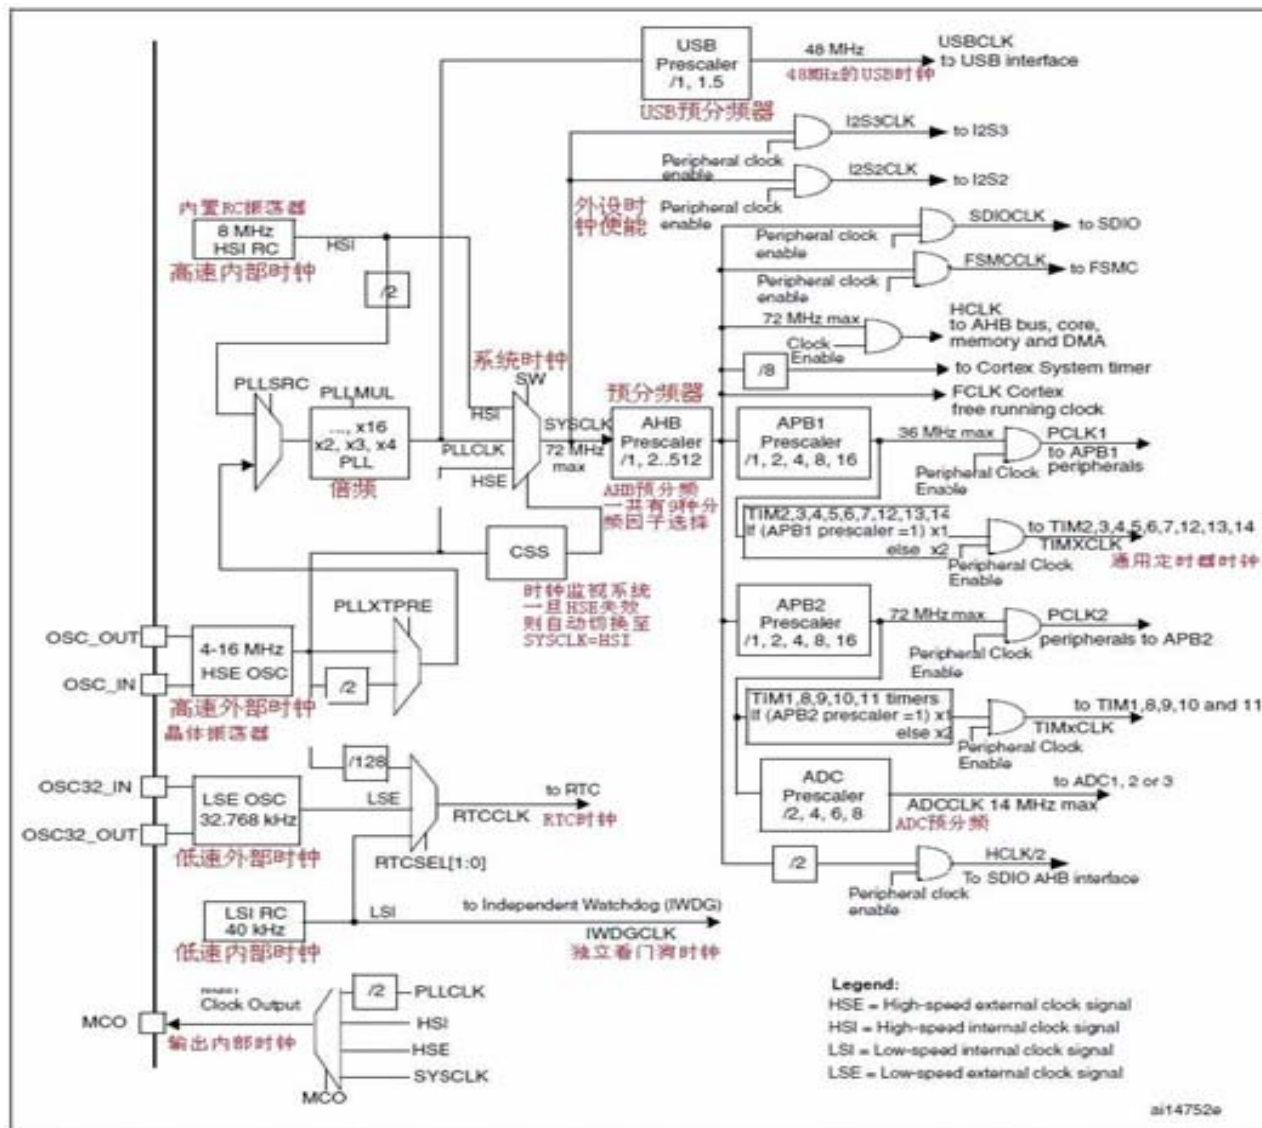 USB
Prescaler
/1, 1.5
48 MHz
USBCLK
to USB interface
48MHz的USB时钟
USB预分频器
I2S3CLK
to I2S3
Peripheral clock
enable
I2S2CLK
to I2S2
Peripheral clock
enable
外设时
钟使能
SDIOCLK
to SDIO
Peripheral clock
enable
FSMCCLK
to FSMC
Peripheral clock
enable
内置RC振荡器
8 MHz
HSI RC
HSI
高速内部时钟
/2
72 MHz max
HCLK
to AHB bus, core,
memory and DMA
Clock
Enable
/8
to Cortex System timer
FCLK Cortex
free running clock
系统时钟
SW
PLLSRC
PLLMUL
..., x16
x2, x3, x4
PLL
倍频
HSI
PLLCLK
HSE
SYSCLK
72 MHz
max
预分频器
AHB
Prescaler
/1, 2..512
AHB预分频
一共有9种分
频因子选择
APB1
Prescaler
/1, 2, 4, 8, 16
36 MHz max
PCLK1
to APB1
peripherals
Peripheral Clock
Enable
TIM2,3,4,5,6,7,12,13,14
If (APB1 prescaler =1) x1
else x2
to TIM2,3,4,5,6,7,12,13,14
TIMXCLK
Peripheral Clock
Enable
通用定时器时钟
CSS
时钟监视系统
一旦HSE失效
则自动切换至
SYSCLK=HSI
APB2
Prescaler
/1, 2, 4, 8, 16
72 MHz max
PCLK2
peripherals to APB2
Peripheral Clock
Enable
PLLXTPRE
OSC_OUT
OSC_IN
4-16 MHz
HSE OSC
/2
高速外部时钟
晶体振荡器
TIM1,8,9,10,11 timers
If (APB2 prescaler =1) x1
else x2
to TIM1,8,9,10 and 11
TIMxCLK
Peripheral Clock
Enable
/128
OSC32_IN
OSC32_OUT
LSE OSC
32.768 kHz
LSE
低速外部时钟
to RTC
RTCCLK
RTC时钟
RTCSEL[1:0]
ADC
Prescaler
/2, 4, 6, 8
to ADC1, 2 or 3
ADCCLK 14 MHz max
ADC预分频
/2
HCLK/2
To SDIO AHB interface
Peripheral clock
enable
LSI RC
40 kHz
LSI
低速内部时钟
to Independent Watchdog (IWDG)
IWDGCLK
独立看门狗时钟
Clock Output
MCO
输出内部时钟
/2
PLLCLK
HSI
HSE
SYSCLK
MCO
Legend:
HSE = High-speed external clock signal
HSI = High-speed internal clock signal
LSI = Low-speed internal clock signal
LSE = Low-speed external clock signal
ai14752e